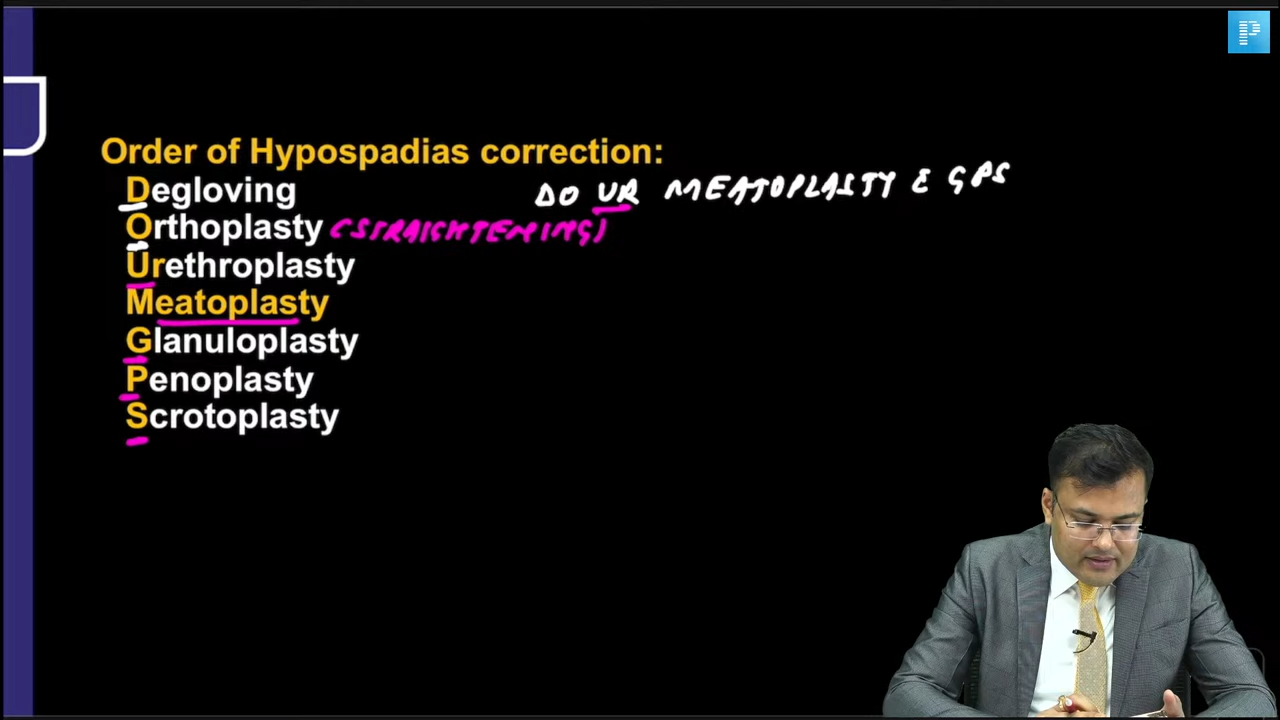 Order of Hypospadias correction:
Degloving
DO UR MEATOPLASTY C GPS
Orthoplasty (STRAIGHTENING)
Urethroplasty
Meatoplasty
Glanuloplasty
Penoplasty
Scrotoplasty
P